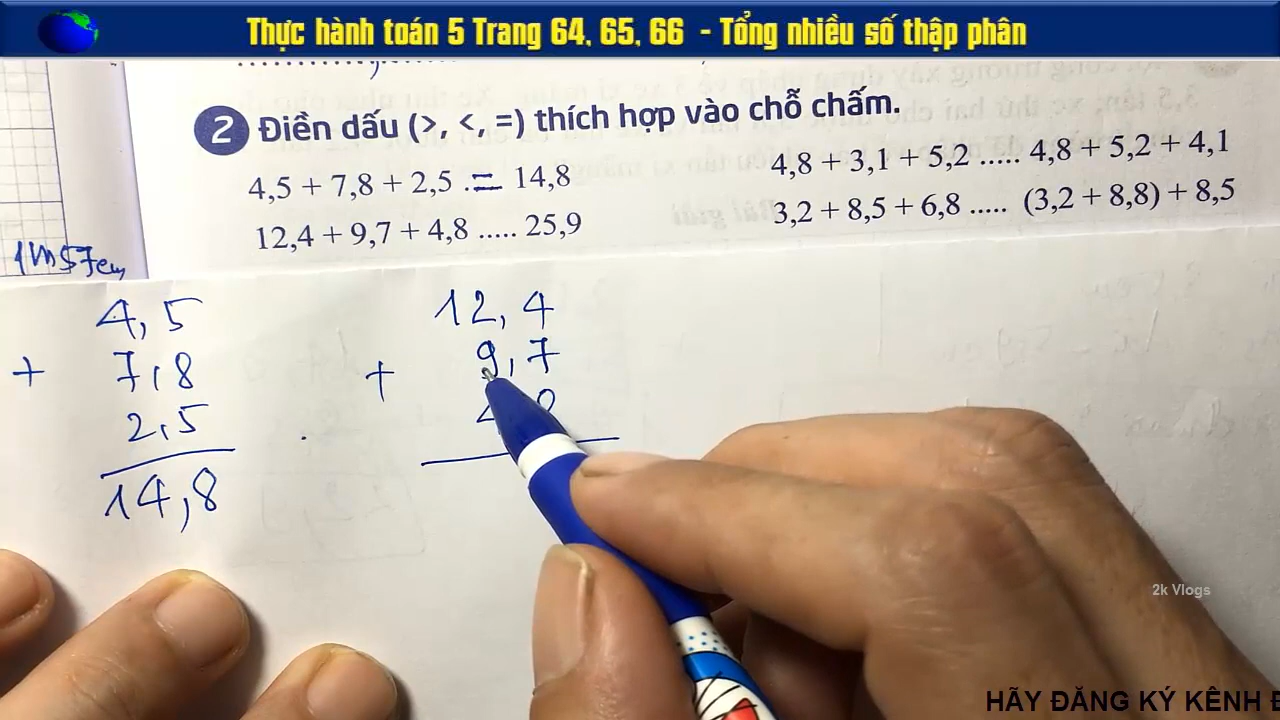 Thực hành toán 5 Trang 64, 65, 66 - Tổng nhiều số thập phân
2 Điền dấu (>, <, =) thích hợp vào chỗ chấm.
4,5 + 7,8 + 2,5 .= 14,8
4,8 + 3,1 + 5,2 ..... 4,8 + 5,2 + 4,1
12,4 + 9,7 + 4,8 ..... 25,9
3,2 + 8,5 + 6,8 ..... (3,2 + 8,8) + 8,5
4,5
+ 7,8
2,5
14,8
12,4
+ 9,7
2k Vlogs
HÃY ĐĂNG KÝ KÊNH